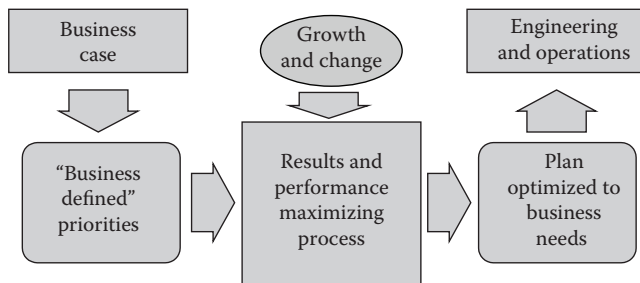 Business
case
Growth
and change
Engineering
and operations
“Business
defined”
priorities
Results and
performance
maximizing
process
Plan
optimized to
business
needs